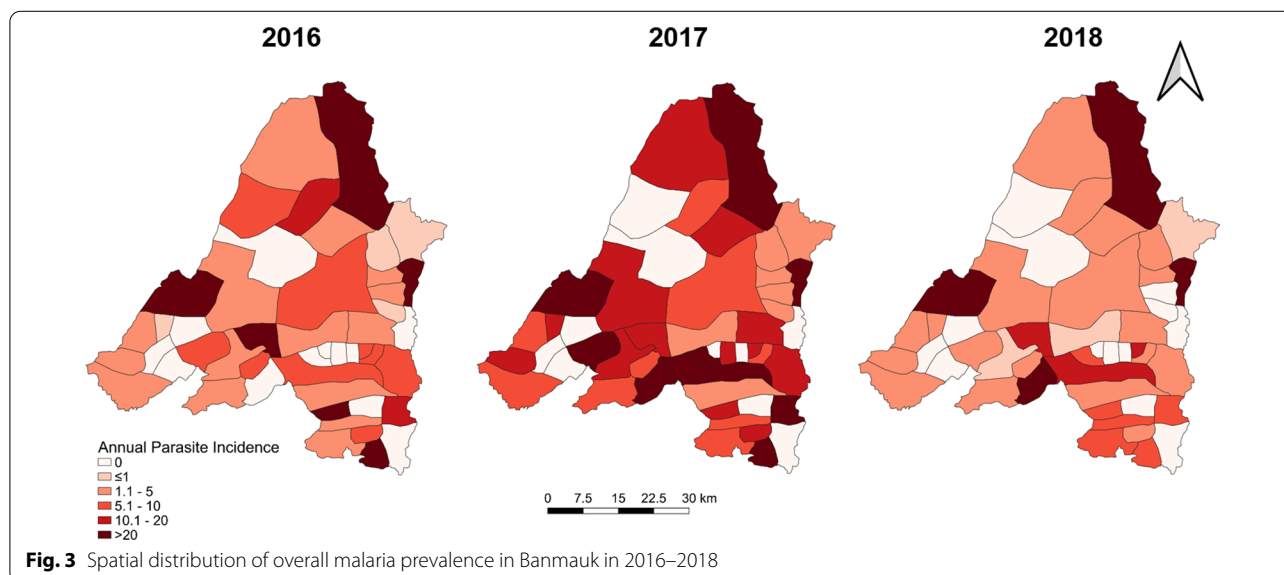 2016
2017
2018
Annual Parasite Incidence
0
≤1
1.1 - 5
5.1 - 10
10.1 - 20
>20
0 7.5 15 22.5 30 km
Fig. 3 Spatial distribution of overall malaria prevalence in Banmauk in 2016–2018